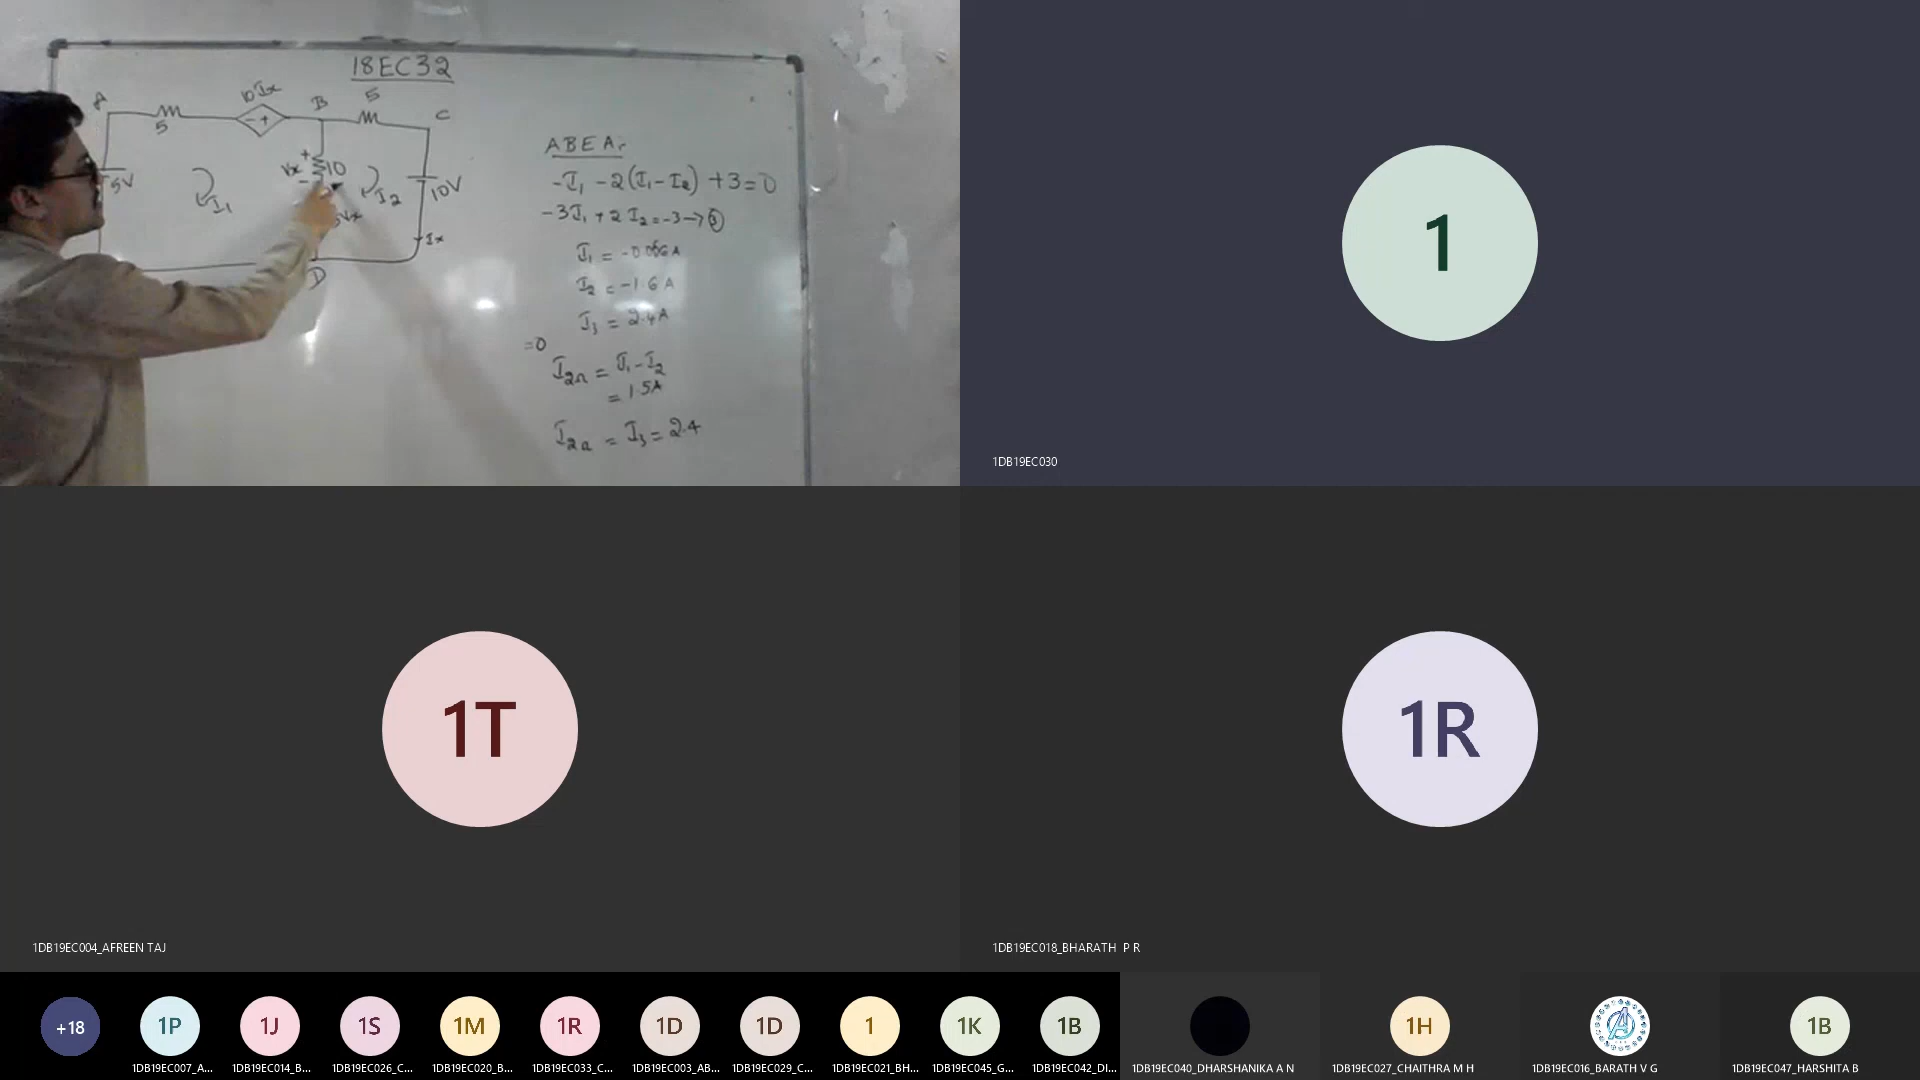 18EC32
A
5
10Ix
- +
B
5
C
5V
I1
Vx
+
-
10
I2
10V
Ix
D
ABEA,
-I1 -2(I1-I2) +3=0
-3I1 +2I2=-3→③
I1 = -0.066A
I2 = -1.6A
I3 = 2.4A
=0
I2Ω = I1-I2
= 1.5A
I2Ω = I3 = 2.4
1
1DB19EC030
1T
1DB19EC004_AFREEN TAJ
1R
1DB19EC018_BHARATH P R
+18
1P
1J
1S
1M
1R
1D
1D
1
1K
1B
1H
1B
1DB19EC007_A...
1DB19EC014_B...
1DB19EC026_C...
1DB19EC020_B...
1DB19EC033_C...
1DB19EC003_AB...
1DB19EC029_C...
1DB19EC021_BH...
1DB19EC045_G...
1DB19EC042_DI...
1DB19EC040_DHARSHANIKA A N
1DB19EC027_CHAITHRA M H
1DB19EC016_BARATH V G
1DB19EC047_HARSHITA B